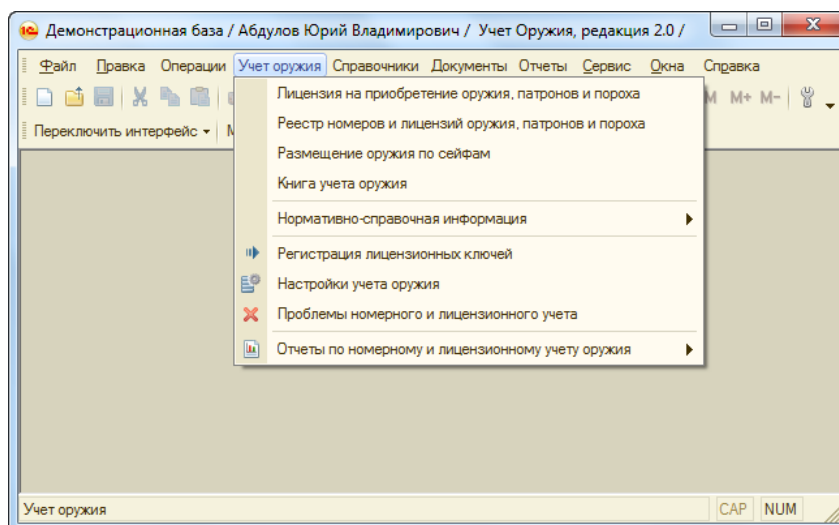 Демонстрационная база / Абдулов Юрий Владимирович / Учет Оружия, редакция 2.0 /
Файл Правка Операции Учет оружия Справочники Документы Отчеты Сервис Окна Справка
M M+ M-
Переключить интерфейс
Лицензия на приобретение оружия, патронов и пороха
Реестр номеров и лицензий оружия, патронов и пороха
Размещение оружия по сейфам
Книга учета оружия
Нормативно-справочная информация
Регистрация лицензионных ключей
Настройки учета оружия
Проблемы номерного и лицензионного учета
Отчеты по номерному и лицензионному учету оружия
Учет оружия CAP NUM